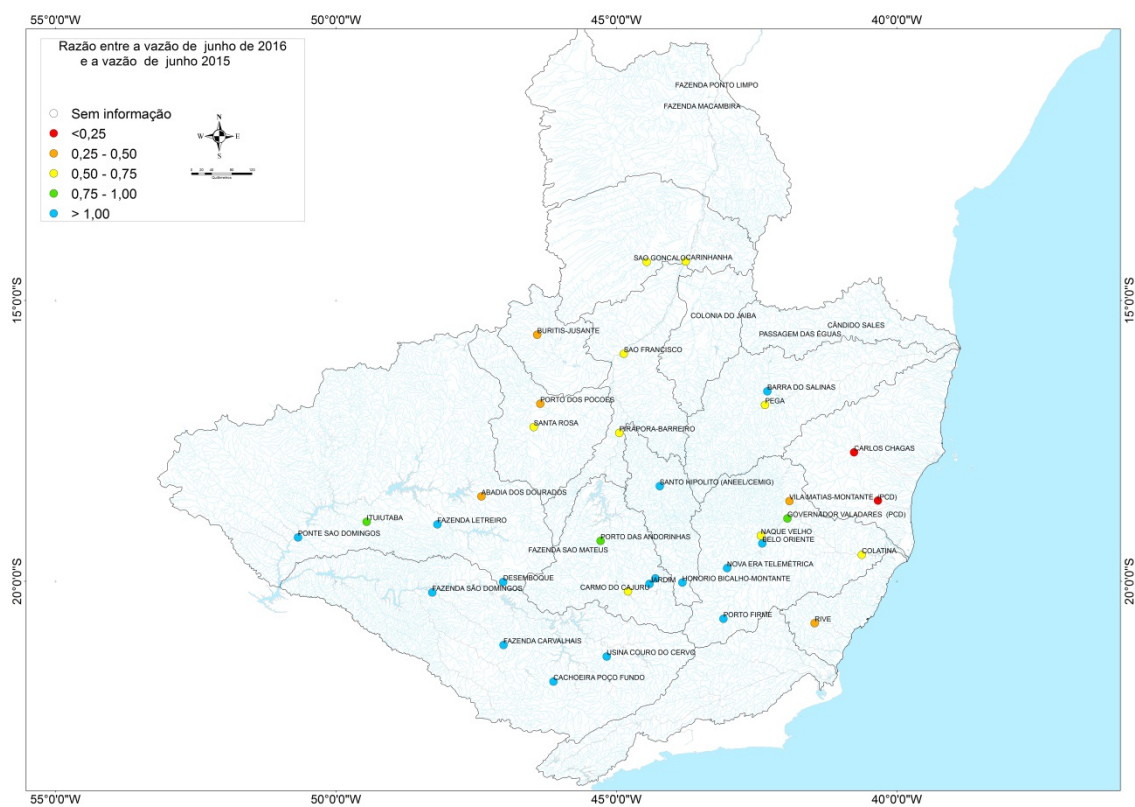 55°0'0"W 50°0'0"W 45°0'0"W 40°0'0"W
Razão entre a vazão de junho de 2016
e a vazão de junho 2015
Sem informação
<0,25
0,25 - 0,50
0,50 - 0,75
0,75 - 1,00
> 1,00
N
W E
S
FAZENDA PONTO LIMPO
FAZENDA MACAMBIRA
SAO GONCALO
CARINHANHA
15°0'0"S 15°0'0"S
COLONIA DO JAIBA
CÂNDIDO SALES
PASSAGEM DAS ÉGUAS
BURITIS-JUSANTE
SAO FRANCISCO
BARRA DO SALINAS
PEGA
PORTO DOS POCOES
SANTA ROSA
PIRAPORA-BARREIRO
CARLOS CHAGAS
SANTO HIPOLITO (ANEEL/CEMIG)
ABADIA DOS DOURADOS
VILA MATIAS-MONTANTE (PCD)
GOVERNADOR VALADARES (PCD)
ITUIUTABA
FAZENDA LETREIRO
PONTE SAO DOMINGOS
PORTO DAS ANDORINHAS
NAQUE VELHO
BELO ORIENTE
FAZENDA SAO MATEUS
COLATINA
NOVA ERA TELEMÉTRICA
20°0'0"S 20°0'0"S
DESEMBOQUE
JARDIM
HONORIO BICALHO-MONTANTE
FAZENDA SÃO DOMINGOS
CARMO DO CAJURU
PORTO FIRME
RIVE
FAZENDA CARVALHAIS
USINA COURO DO CERVO
CACHOEIRA POÇO FUNDO
55°0'0"W 50°0'0"W 45°0'0"W 40°0'0"W